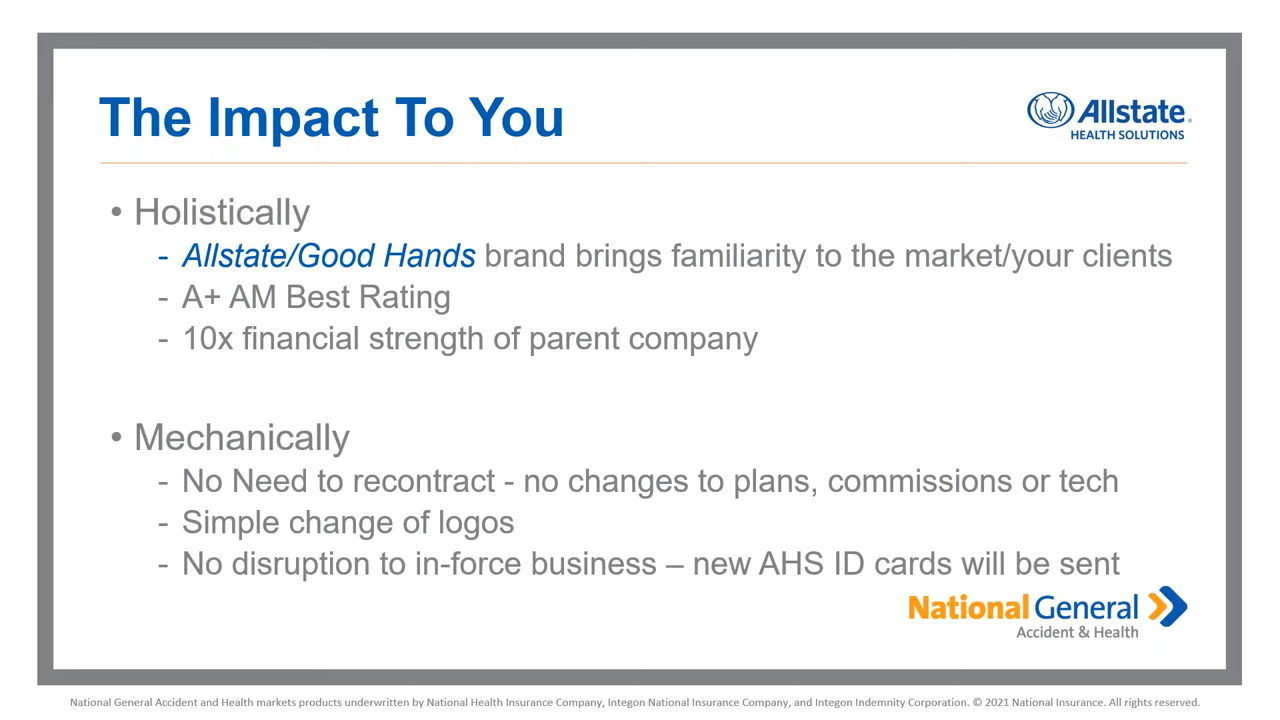 The Impact To You
Allstate®
HEALTH SOLUTIONS
• Holistically
- Allstate/Good Hands brand brings familiarity to the market/your clients
- A+ AM Best Rating
- 10x financial strength of parent company
• Mechanically
- No Need to recontract - no changes to plans, commissions or tech
- Simple change of logos
- No disruption to in-force business – new AHS ID cards will be sent
National General
Accident & Health
National General Accident and Health markets products underwritten by National Health Insurance Company, Integon National Insurance Company, and Integon Indemnity Corporation. © 2021 National Insurance. All rights reserved.